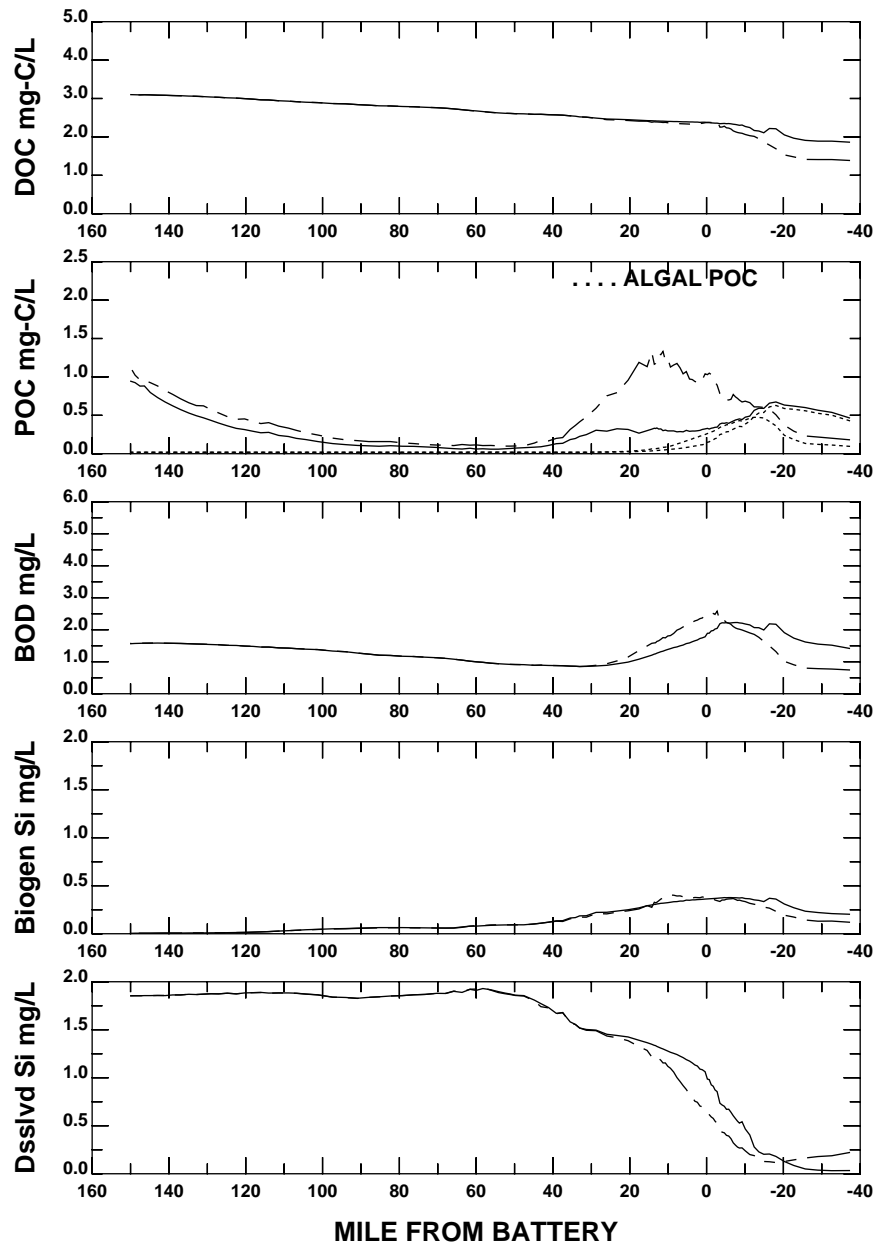 DOC mg-C/L
5.0
4.0
3.0
2.0
1.0
0.0
160 140 120 100 80 60 40 20 0 -20 -40
POC mg-C/L
2.5
2.0
1.5
1.0
0.5
0.0
. . . . ALGAL POC
160 140 120 100 80 60 40 20 0 -20 -40
BOD mg/L
6.0
5.0
4.0
3.0
2.0
1.0
0.0
160 140 120 100 80 60 40 20 0 -20 -40
Biogen Si mg/L
2.0
1.5
1.0
0.5
0.0
160 140 120 100 80 60 40 20 0 -20 -40
Dsslvd Si mg/L
2.0
1.5
1.0
0.5
0.0
160 140 120 100 80 60 40 20 0 -20 -40
MILE FROM BATTERY